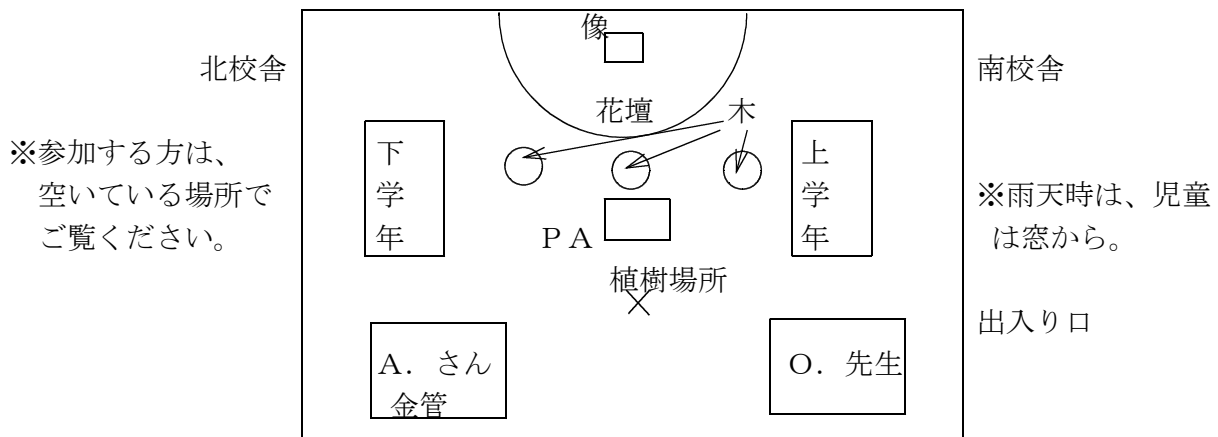 像
北校舎
南校舎
花壇
木
※参加する方は、
空いている場所で
ご覧ください。
下
学
年
上
学
年
※雨天時は、児童
は窓から。
ＰＡ
植樹場所
出入り口
Ａ．さん
金管
Ｏ．先生